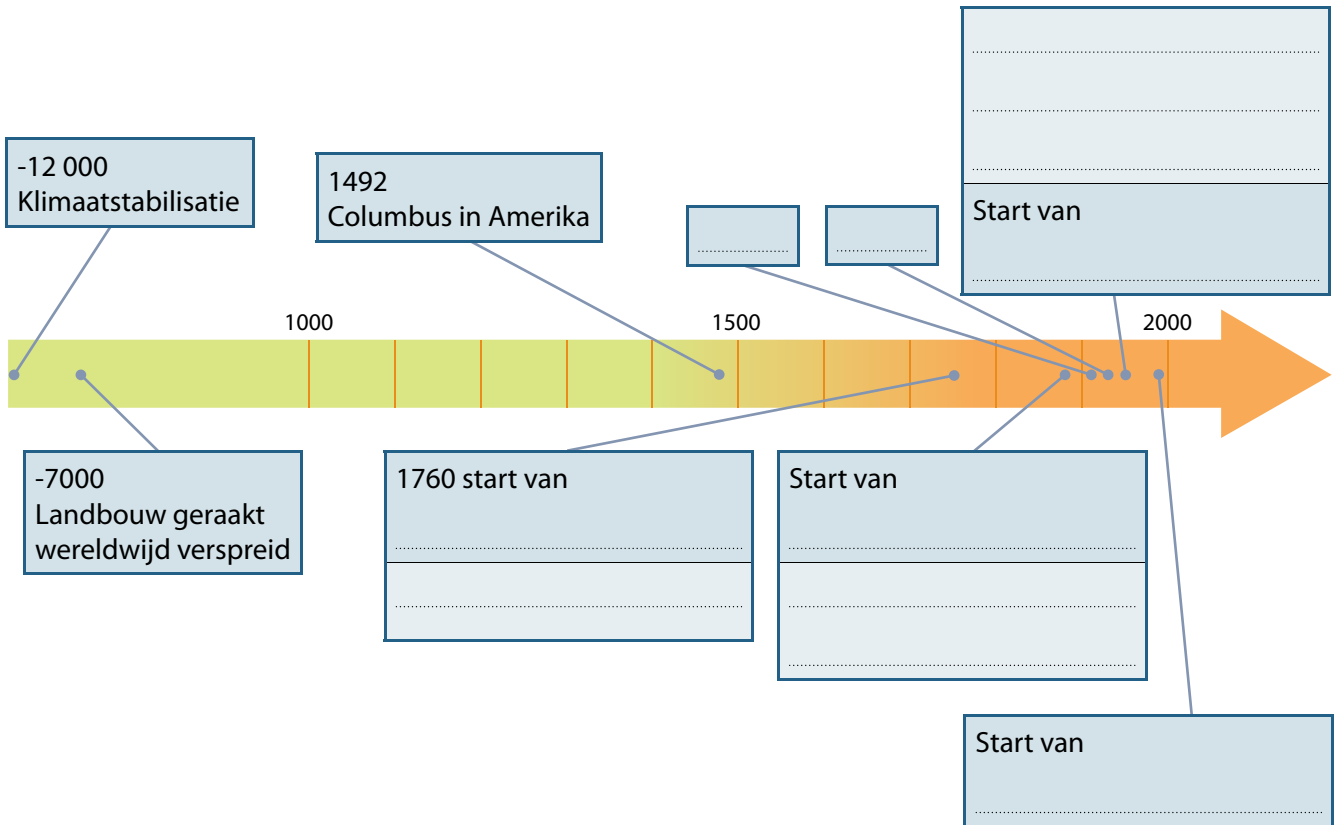 -12 000
Klimaatstabilisatie
1492
Columbus in Amerika
Start van
1000
1500
2000
-7000
Landbouw geraakt
wereldwijd verspreid
1760 start van
Start van
Start van